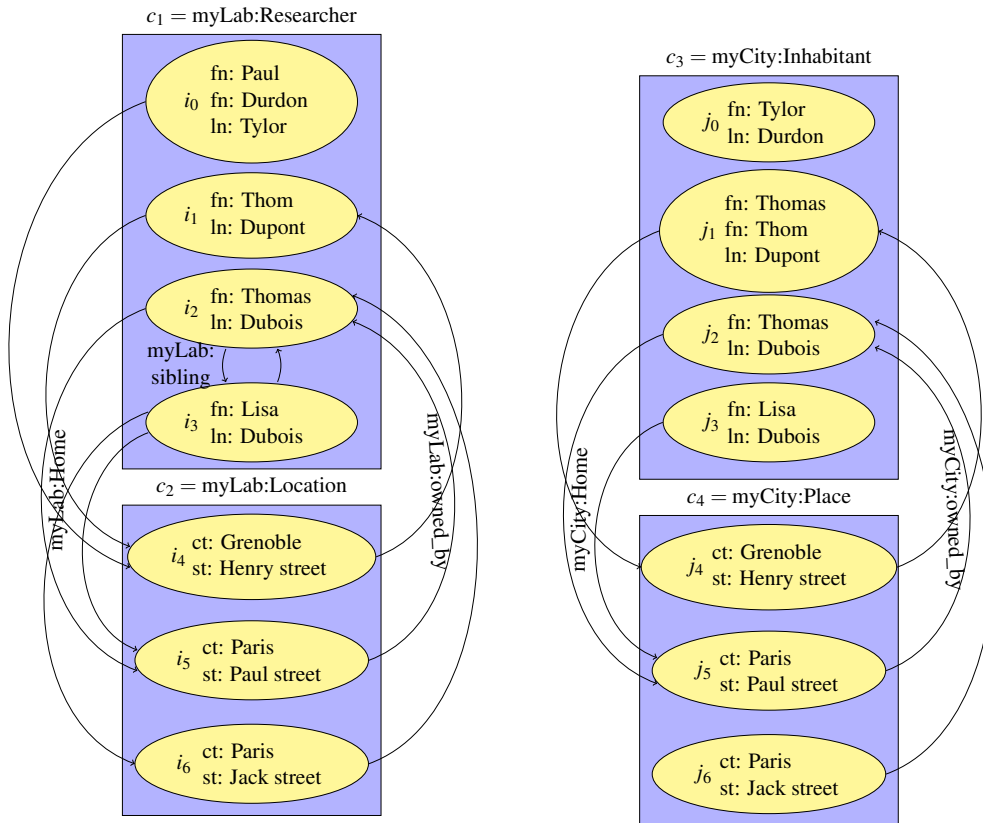 c₁ = myLab:Researcher
i₀
fn: Paul
fn: Durdon
ln: Tylor
i₁
fn: Thom
ln: Dupont
i₂
fn: Thomas
ln: Dubois
myLab:
sibling
i₃
fn: Lisa
ln: Dubois
myLab:Home
myLab:owned_by
c₂ = myLab:Location
i₄
ct: Grenoble
st: Henry street
i₅
ct: Paris
st: Paul street
i₆
ct: Paris
st: Jack street
c₃ = myCity:Inhabitant
j₀
fn: Tylor
ln: Durdon
j₁
fn: Thomas
fn: Thom
ln: Dupont
j₂
fn: Thomas
ln: Dubois
j₃
fn: Lisa
ln: Dubois
myCity:Home
myCity:owned_by
c₄ = myCity:Place
j₄
ct: Grenoble
st: Henry street
j₅
ct: Paris
st: Paul street
j₆
ct: Paris
st: Jack street